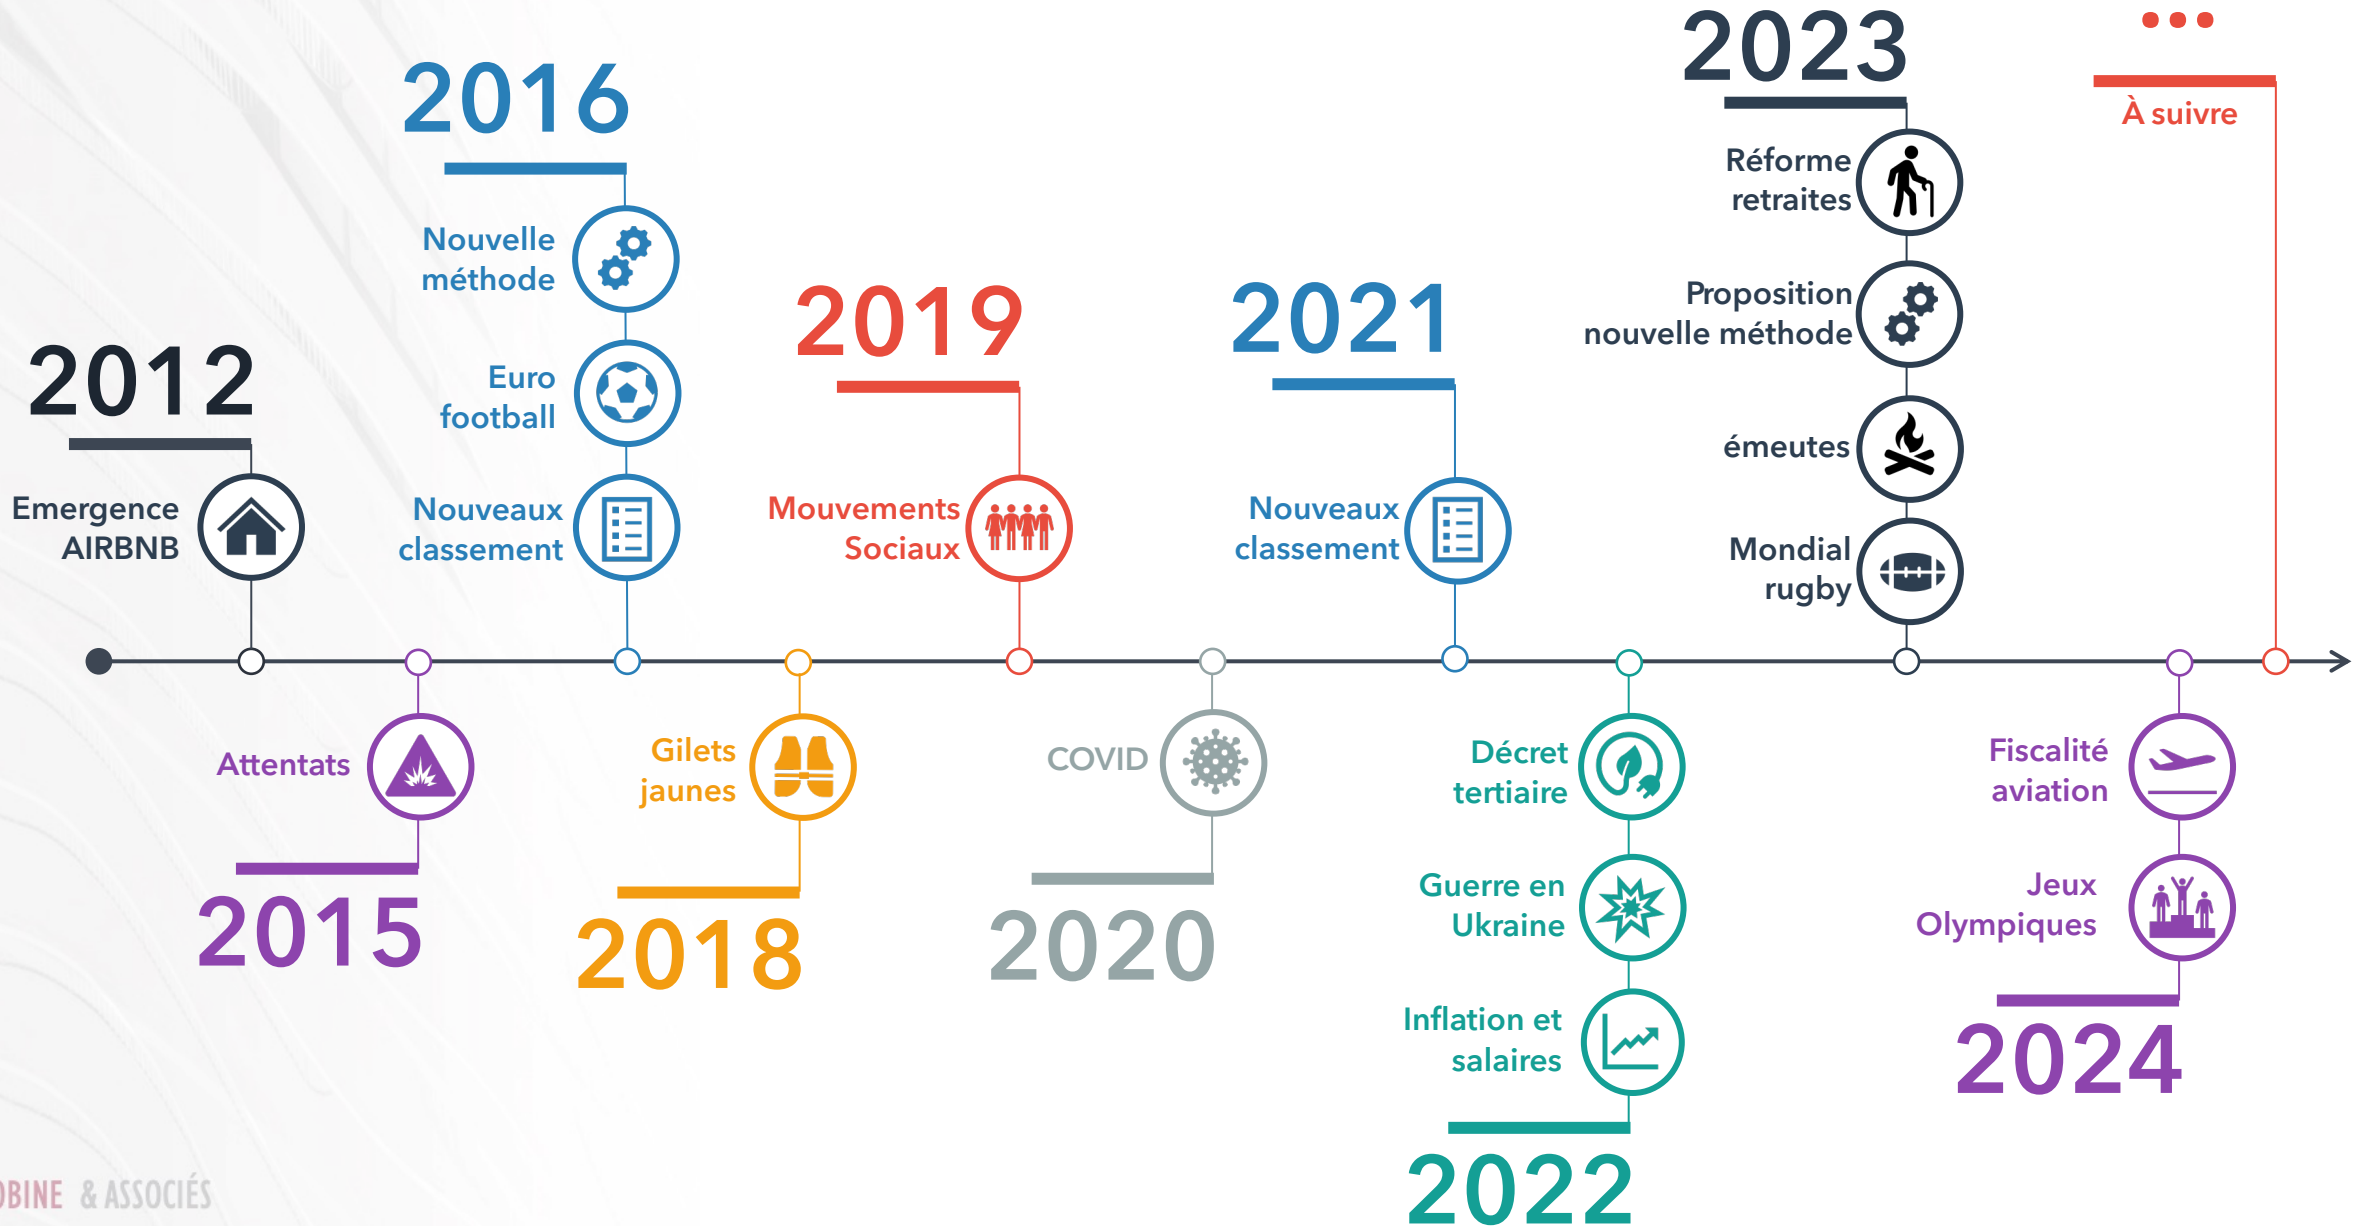 2012
Emergence
AIRBNB
Attentats
2015
2016
Nouvelle
méthode
Euro
football
Nouveaux
classement
Gilets
jaunes
2018
2019
Mouvements
Sociaux
COVID
2020
2021
Nouveaux
classement
Décret
tertiaire
Guerre en
Ukraine
Inflation et
salaires
2022
2023
Réforme
retraites
Proposition
nouvelle méthode
émeutes
Mondial
rugby
Fiscalité
aviation
Jeux
Olympiques
2024
...
À suivre
& ASSOCIÉS